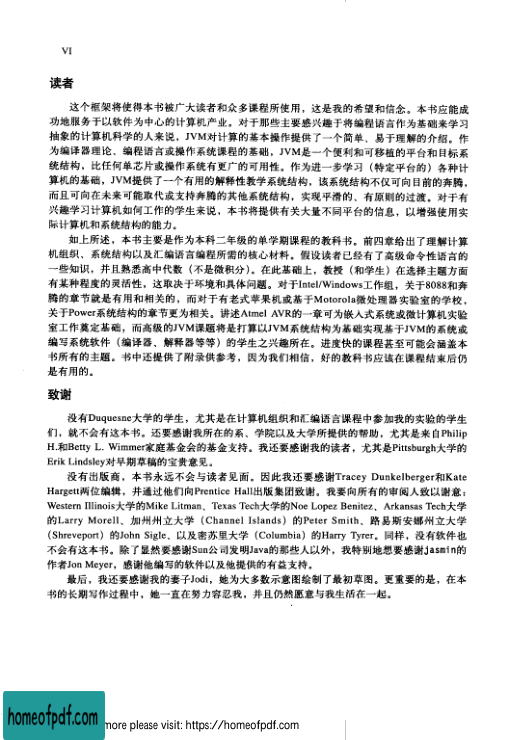 VI
读者
这个框架将使得本书被广大读者和众多课程所使用，这是我的希望和信念。本书应能成
功地服务于以软件为中心的计算机产业。对于那些主要感兴趣于将编程语言作为基础来学习
抽象的计算机科学的人来说，JVM对计算的基本操作提供了一个简单、易于理解的介绍。作
为编译器理论、编程语言或操作系统课程的基础，JVM是一个便利和可移植的平台和目标系
统结构，比任何单芯片或操作系统有更广的可用性。作为进一步学习（特定平台的）各种计
算机的基础，JVM提供了一个有用的解释性教学系统结构，该系统结构不仅可向目前的奔腾，
而且可向在未来可能取代或支持奔腾的其他系统结构，实现平滑的、有原则的过渡。对于有
兴趣学习计算机如何工作的学生来说，本书将提供有关大量不同平台的信息，以增强使用实
际计算机和系统结构的能力。
如上所述，本书主要是作为本科二年级的单学期课程的教科书。前四章给出了理解计算
机组织、系统结构以及汇编语言编程所需的核心材料。假设读者已经有了高级命令性语言的
一些知识，并且熟悉高中代数（不是微积分）。在此基础上，教授（和学生）在选择主题方面
有某种程度的灵活性，这取决于环境和具体问题。对于Intel/Windows工作组，关于8088和奔
腾的章节就是有用和相关的，而对于有老式苹果机或基于Motorola微处理器实验室的学校，
关于Power系统结构的章节更为相关。讲述Atmel AVR的一章可为嵌入式系统或微计算机实验
室工作奠定基础，而高级的JVM课题将是打算以JVM系统结构为基础实现基于JVM的系统或
编写系统软件（编译器、解释器等等）的学生之兴趣所在。进度快的课程甚至可能会涵盖本
书所有的主题。书中还提供了附录供参考，因为我们相信，好的教科书应该在课程结束后仍
是有用的。
致谢
没有Duquesne大学的学生，尤其是在计算机组织和汇编语言课程中参加我的实验的学生
们，就不会有这本书。还要感谢我所在的系、学院以及大学所提供的帮助，尤其是来自Philip
H.和Betty L. Wimmer家庭基金会的基金支持。我还要感谢我的读者，尤其是Pittsburgh大学的
Erik Lindsley对早期草稿的宝贵意见。
没有出版商，本书永远不会与读者见面。因此我还要感谢Tracey Dunkelberger和Kate
Hargett两位编辑，并通过他们向Prentice Hall出版集团致谢。我要向所有的审阅人致以谢意：
Western Illinois大学的Mike Litman、Texas Tech大学的Noe Lopez Benitez、Arkansas Tech大学
的Larry Morell、加州州立大学（Channel Islands）的Peter Smith、路易斯安娜州立大学
(Shreveport）的John Sigle、以及密苏里大学（Columbia）的Harry Tyrer。同样，没有软件也
不会有这本书。除了显然要感谢Sun公司发明Java的那些人以外，我特别地想要感谢jasmin的
作者Jon Meyer，感谢他编写的软件以及他提供的有益支持。
最后，我还要感谢我的妻子Jodi，她为大多数示意图绘制了最初草图。更重要的是，在本
书的长期写作过程中，她一直在努力容忍我，并且仍然愿意与我生活在一起。
homeofpdf.com
more please visit: https://homeofpdf.com